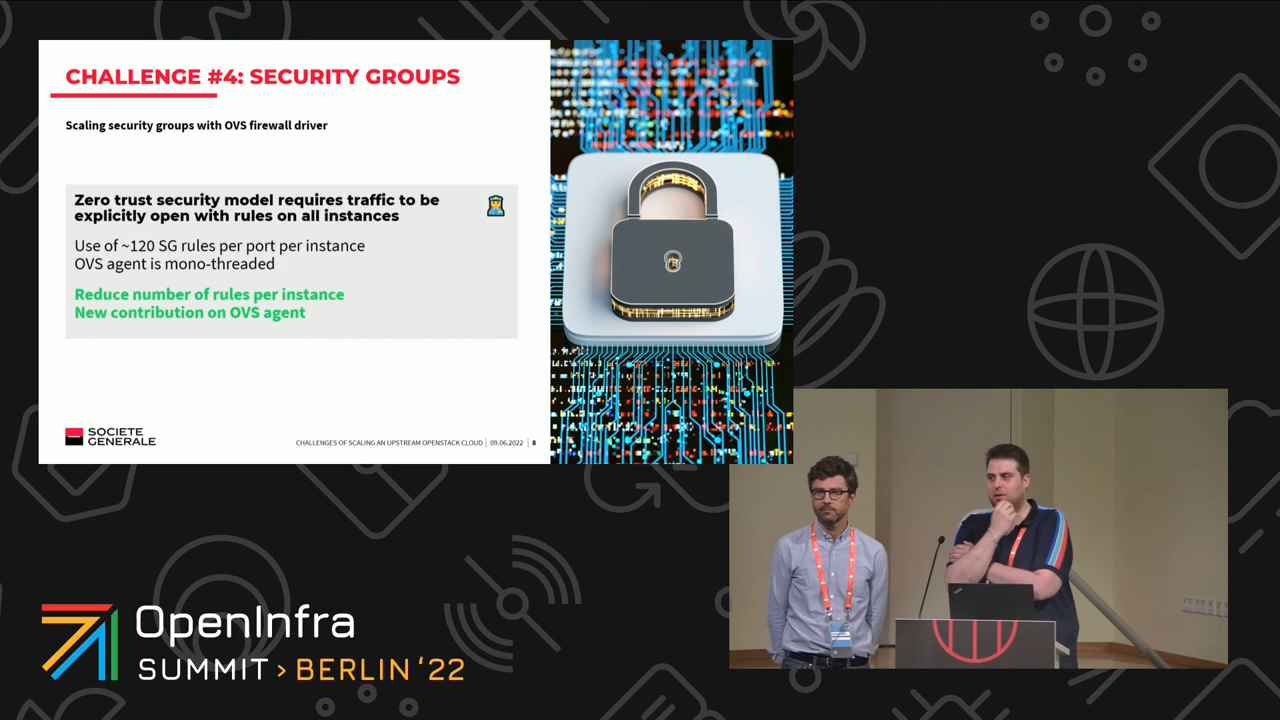 CHALLENGE #4: SECURITY GROUPS
Scaling security groups with OVS firewall driver
Zero trust security model requires traffic to be
explicitly open with rules on all instances
Use of ~120 SG rules per port per instance
OVS agent is mono-threaded
Reduce number of rules per instance
New contribution on OVS agent
SOCIETE
GENERALE
CHALLENGES OF SCALING AN UPSTREAM OPENSTACK CLOUD | 09.06.2022 | 8
OpenInfra
SUMMIT > BERLIN ‘22